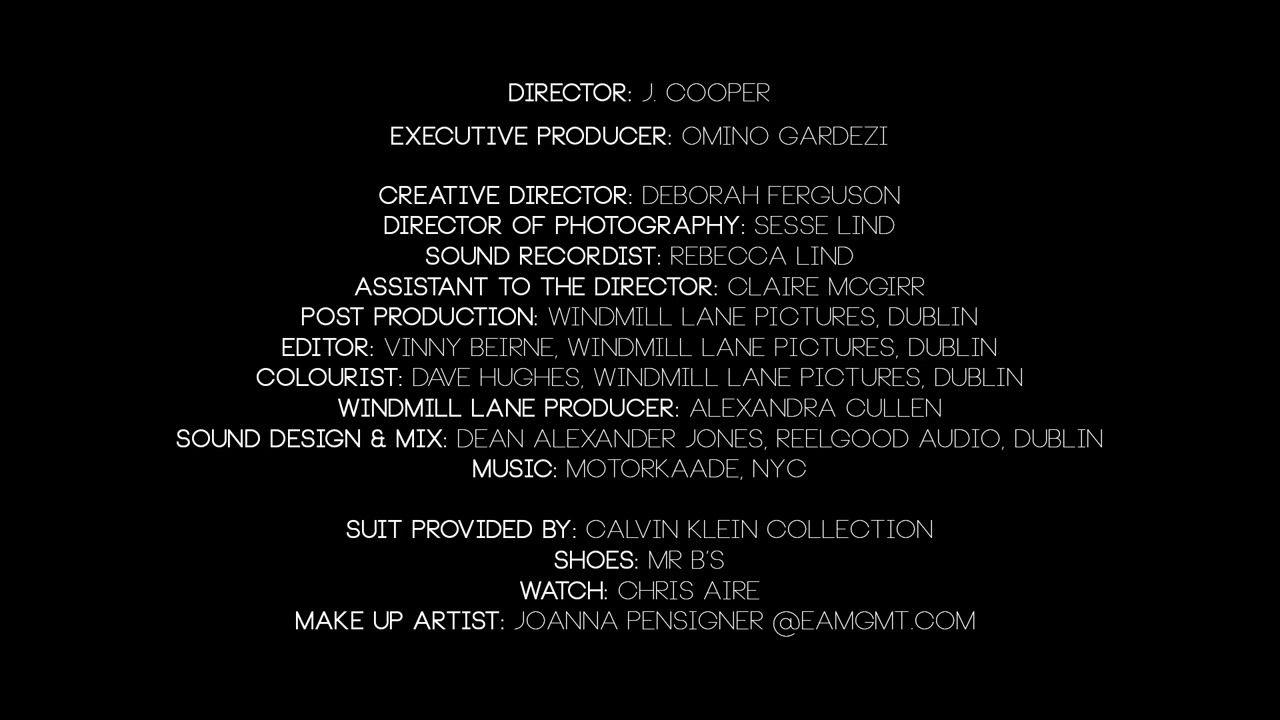 DIRECTOR: J. COOPER
EXECUTIVE PRODUCER: OMINO GARDEZI
CREATIVE DIRECTOR: DEBORAH FERGUSON
DIRECTOR OF PHOTOGRAPHY: SESSE LIND
SOUND RECORDIST: REBECCA LIND
ASSISTANT TO THE DIRECTOR: CLAIRE MCGIRR
POST PRODUCTION: WINDMILL LANE PICTURES, DUBLIN
EDITOR: VINNY BEIRNE, WINDMILL LANE PICTURES, DUBLIN
COLOURIST: DAVE HUGHES, WINDMILL LANE PICTURES, DUBLIN
WINDMILL LANE PRODUCER: ALEXANDRA CULLEN
SOUND DESIGN & MIX: DEAN ALEXANDER JONES, REELGOOD AUDIO, DUBLIN
MUSIC: MOTORKAADE, NYC
SUIT PROVIDED BY: CALVIN KLEIN COLLECTION
SHOES: MR B'S
WATCH: CHRIS AIRE
MAKE UP ARTIST: JOANNA PENSIGNER @EAMGMT.COM